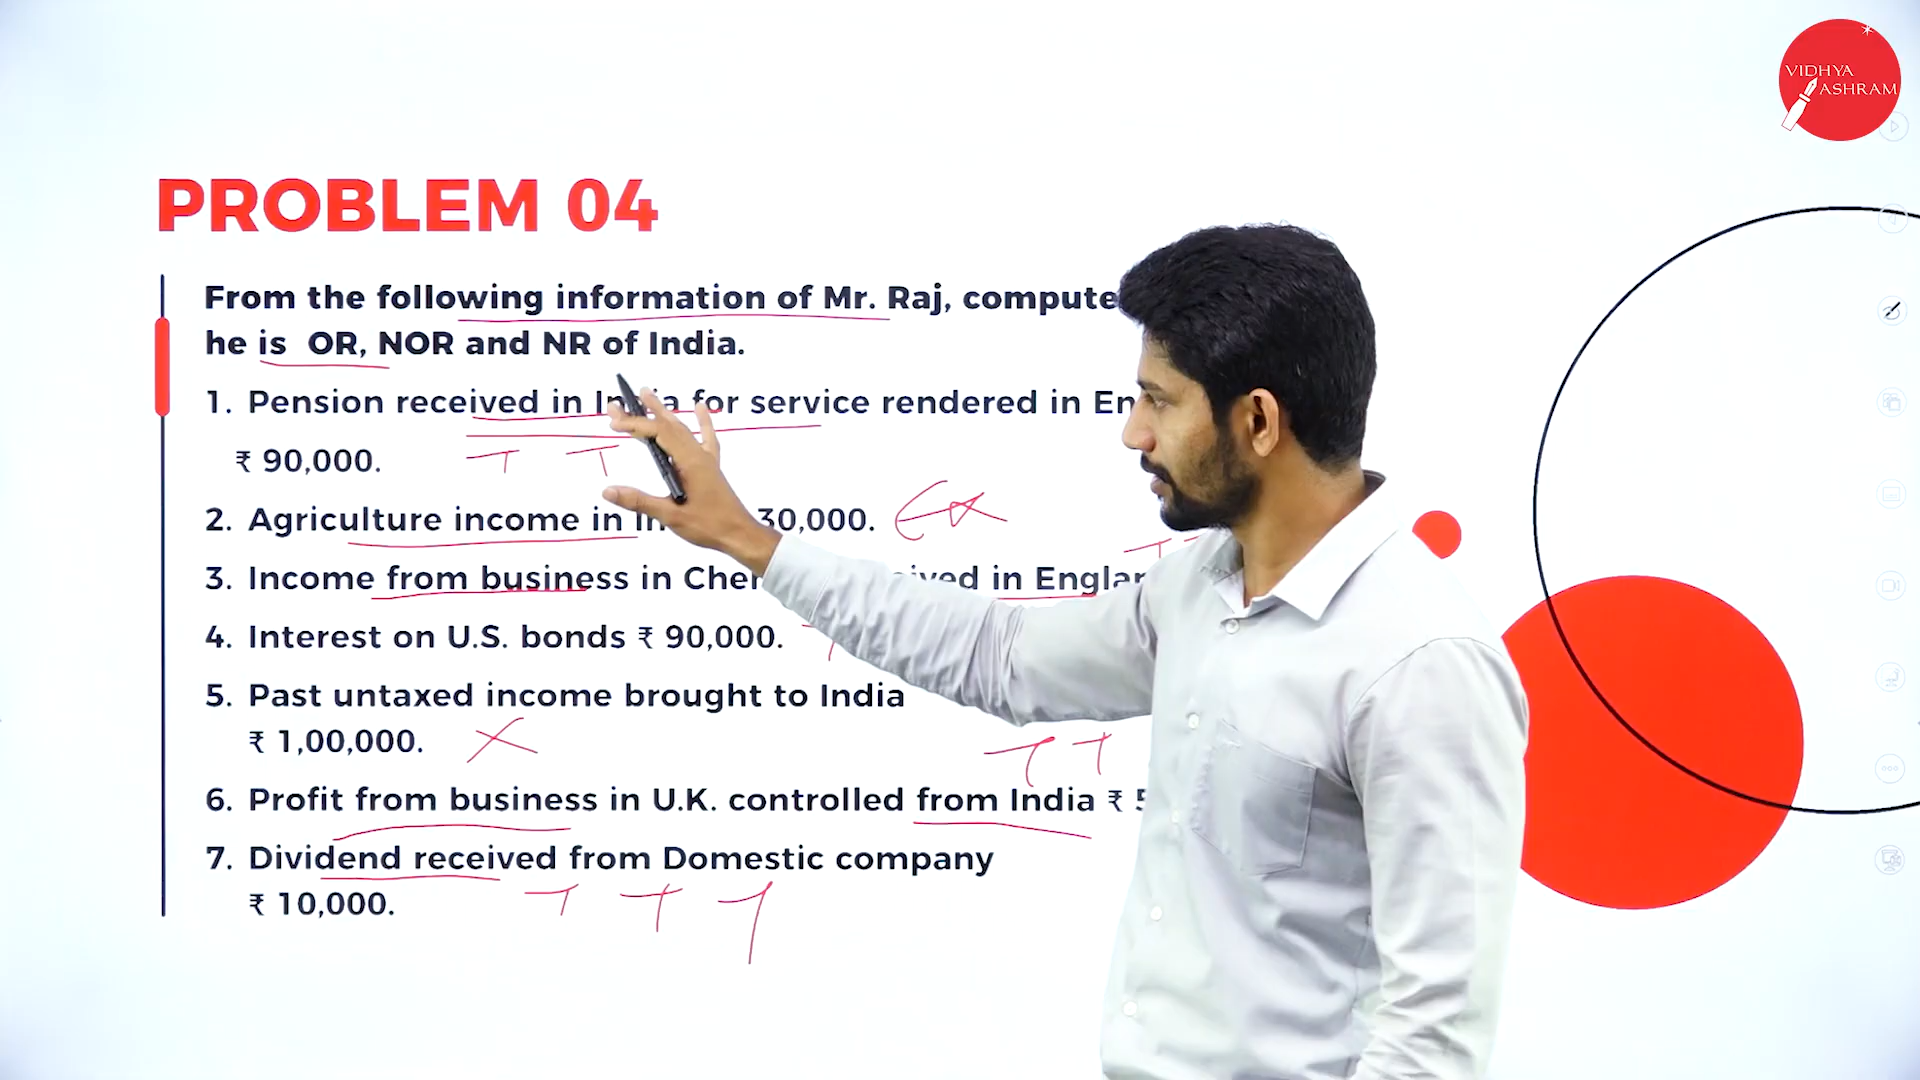 VIDHYA
ASHRAM
PROBLEM 04
From the following information of Mr. Raj, compute
he is OR, NOR and NR of India.
1. Pension received in India for service rendered in
₹ 90,000.
T T
2. Agriculture income in 30,000.
3. Income from business in in
4. Interest on U.S. bonds ₹ 90,000.
5. Past untaxed income brought to India
₹ 1,00,000.
6. Profit from business in U.K. controlled from India ₹
7. Dividend received from Domestic company
₹ 10,000.
T T T